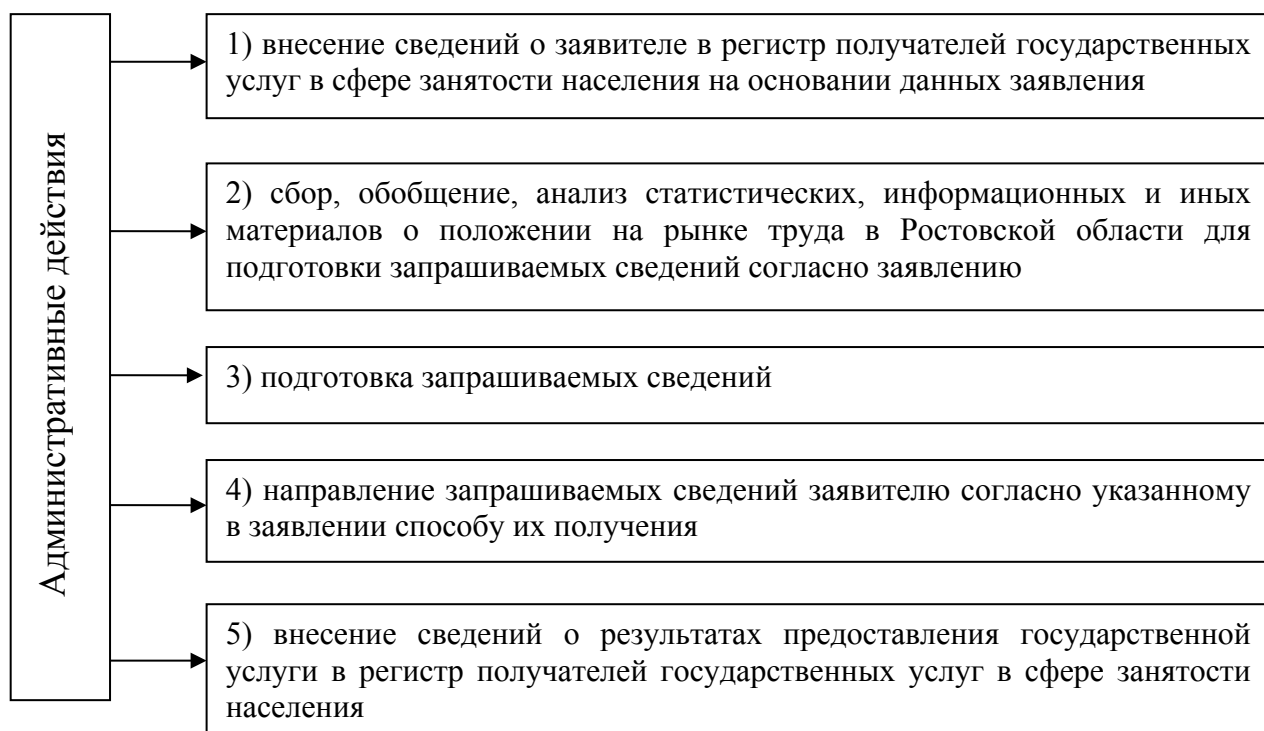 Административные действия
1) внесение сведений о заявителе в регистр получателей государственных
услуг в сфере занятости населения на основании данных заявления
2) сбор, обобщение, анализ статистических, информационных и иных
материалов о положении на рынке труда в Ростовской области для
подготовки запрашиваемых сведений согласно заявлению
3) подготовка запрашиваемых сведений
4) направление запрашиваемых сведений заявителю согласно указанному
в заявлении способу их получения
5) внесение сведений о результатах предоставления государственной
услуги в регистр получателей государственных услуг в сфере занятости
населения